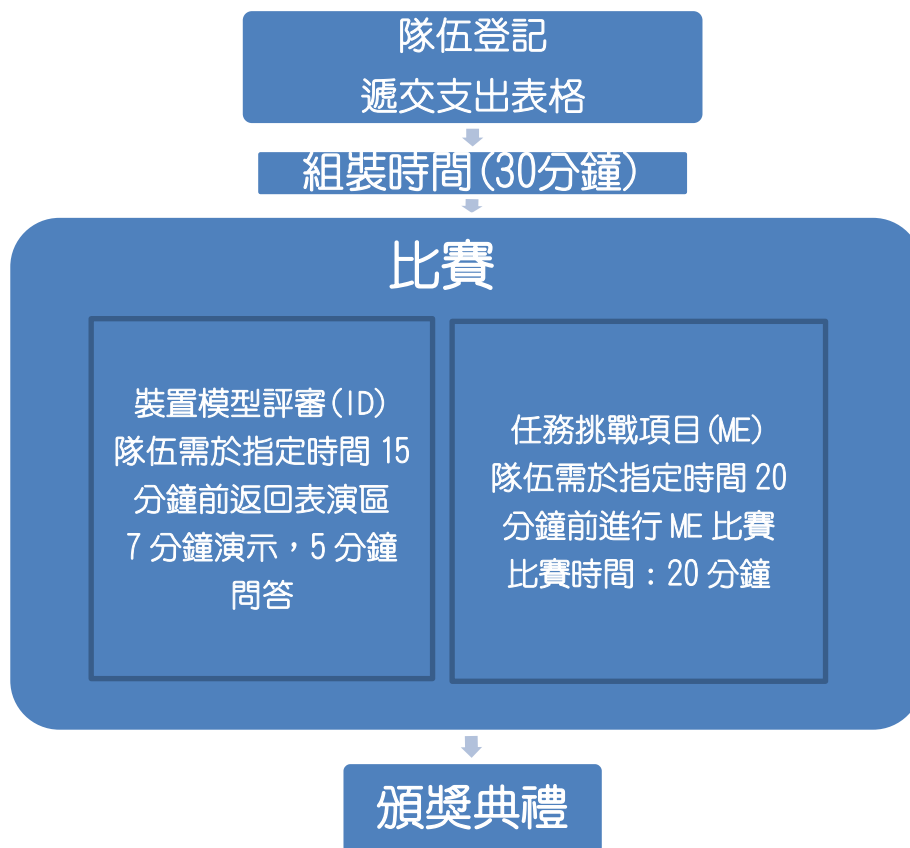 隊伍登記
遞交支出表格
組裝時間(30分鐘)
比賽
裝置模型評審(ID)
隊伍需於指定時間 15
分鐘前返回表演區
7 分鐘演示，5 分鐘
問答
任務挑戰項目(ME)
隊伍需於指定時間 20
分鐘前進行 ME 比賽
比賽時間：20 分鐘
頒獎典禮